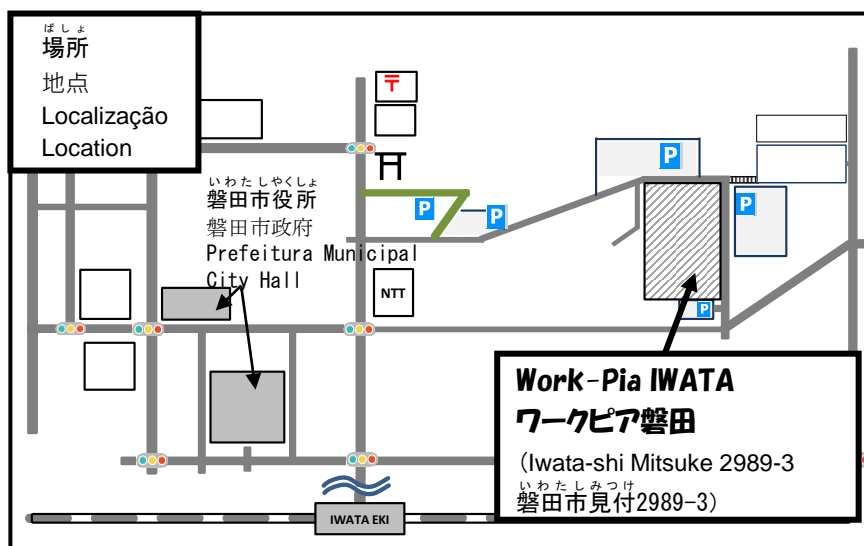 ばしょ
場所
地点
Localização
Location
〒
P
いわたしやくしょ
磐田市役所
磐田市政府
Prefeitura Municipal
City Hall
P
P
P
P
NTT
P
Work-Pia IWATA
ワークピア磐田
(Iwata-shi Mitsuke 2989-3
いわたしみつけ
磐田市見付2989-3)
IWATA EKI